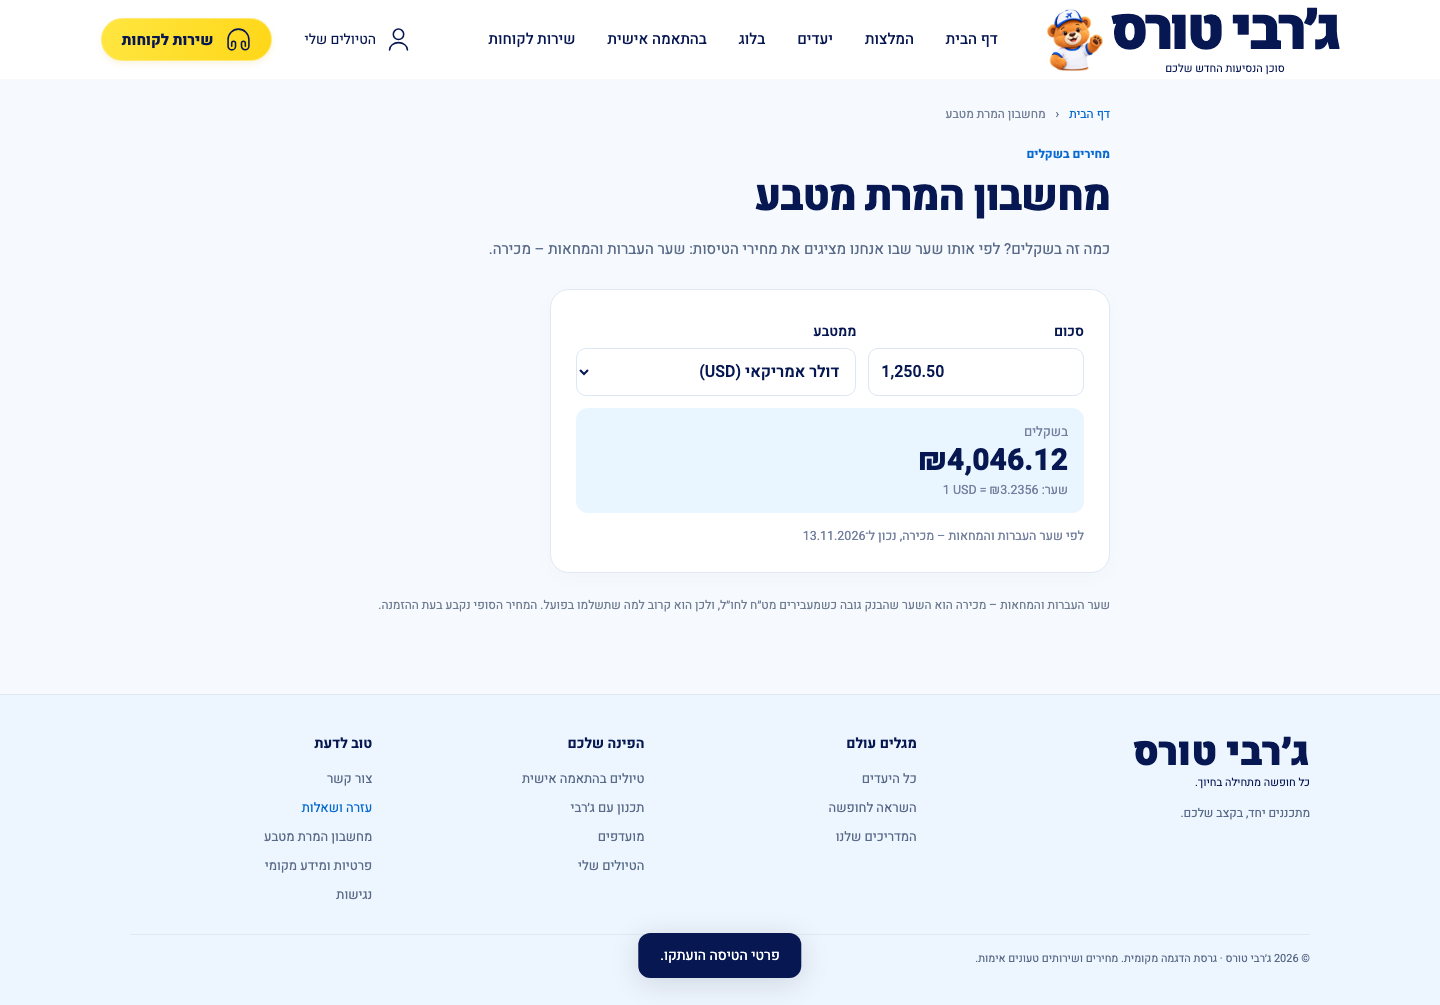 ג׳רבי טורס
סוכן הנסיעות החדש שלכם
דף הבית
המלצות
יעדים
בלוג
בהתאמה אישית
שירות לקוחות
הטיולים שלי
שירות לקוחות
דף הבית ‹ מחשבון המרת מטבע
מחירים בשקלים
מחשבון המרת מטבע
כמה זה בשקלים? לפי אותו שער שבו אנחנו מציגים את מחירי הטיסות: שער העברות והמחאות – מכירה.
סכום
ממטבע
1,250.50
דולר אמריקאי (USD)
בשקלים
₪4,046.12
שער: 1 USD = ₪3.2356
לפי שער העברות והמחאות – מכירה, נכון ל־13.11.2026
שער העברות והמחאות – מכירה הוא השער שהבנק גובה כשמעבירים מט״ח לחו״ל, ולכן הוא קרוב למה שתשלמו בפועל. המחיר הסופי נקבע בעת ההזמנה.
ג׳רבי טורס
כל חופשה מתחילה בחיוך.
מתכננים יחד, בקצב שלכם.
מגלים עולם
כל היעדים
השראה לחופשה
המדריכים שלנו
הפינה שלכם
טיולים בהתאמה אישית
תכנון עם ג׳רבי
מועדפים
הטיולים שלי
טוב לדעת
צור קשר
עזרה ושאלות
מחשבון המרת מטבע
פרטיות ומידע מקומי
נגישות
© 2026 ג׳רבי טורס · גרסת הדגמה מקומית. מחירים ושירותים טעונים אימות.
פרטי הטיסה הועתקו.